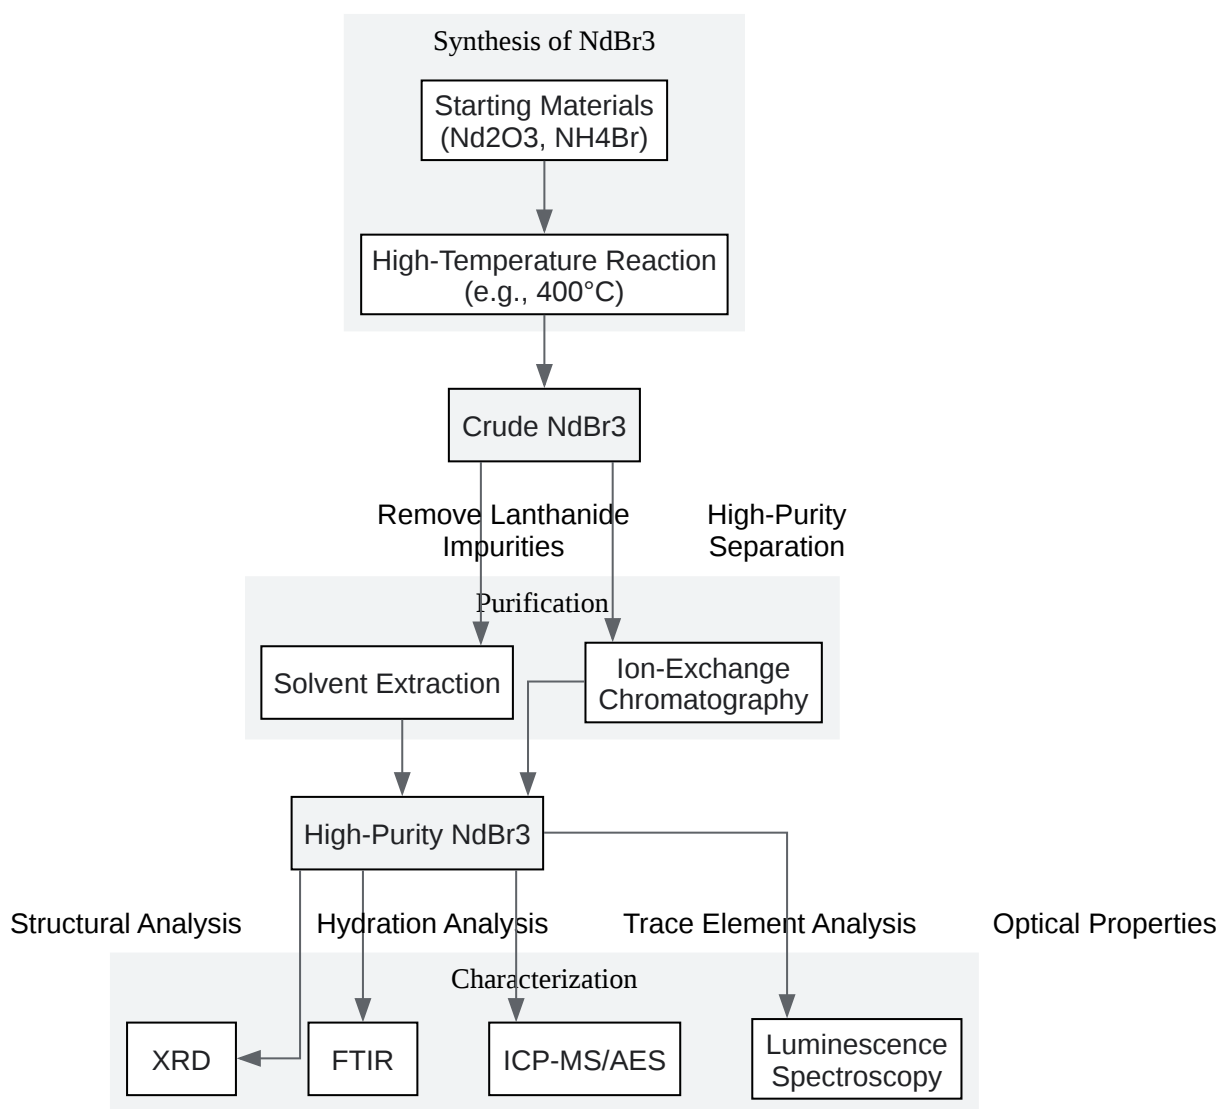 Synthesis of NdBr3
Starting Materials
(Nd2O3, NH4Br)
High-Temperature Reaction
(e.g., 400°C)
Crude NdBr3
Remove Lanthanide
Impurities
High-Purity
Separation
Purification
Solvent Extraction
Ion-Exchange
Chromatography
High-Purity NdBr3
Structural Analysis
Hydration Analysis
Trace Element Analysis
Optical Properties
Characterization
XRD
FTIR
ICP-MS/AES
Luminescence
Spectroscopy